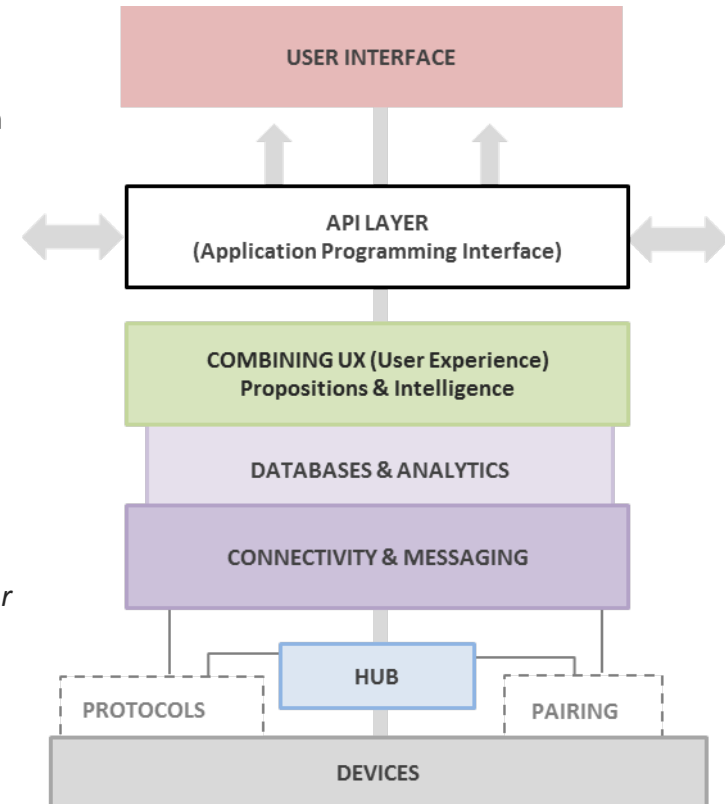 USER INTERFACE
API LAYER
(Application Programming Interface)
COMBINING UX (User Experience)
Propositions & Intelligence
DATABASES & ANALYTICS
CONNECTIVITY & MESSAGING
HUB
PROTOCOLS
PAIRING
DEVICES